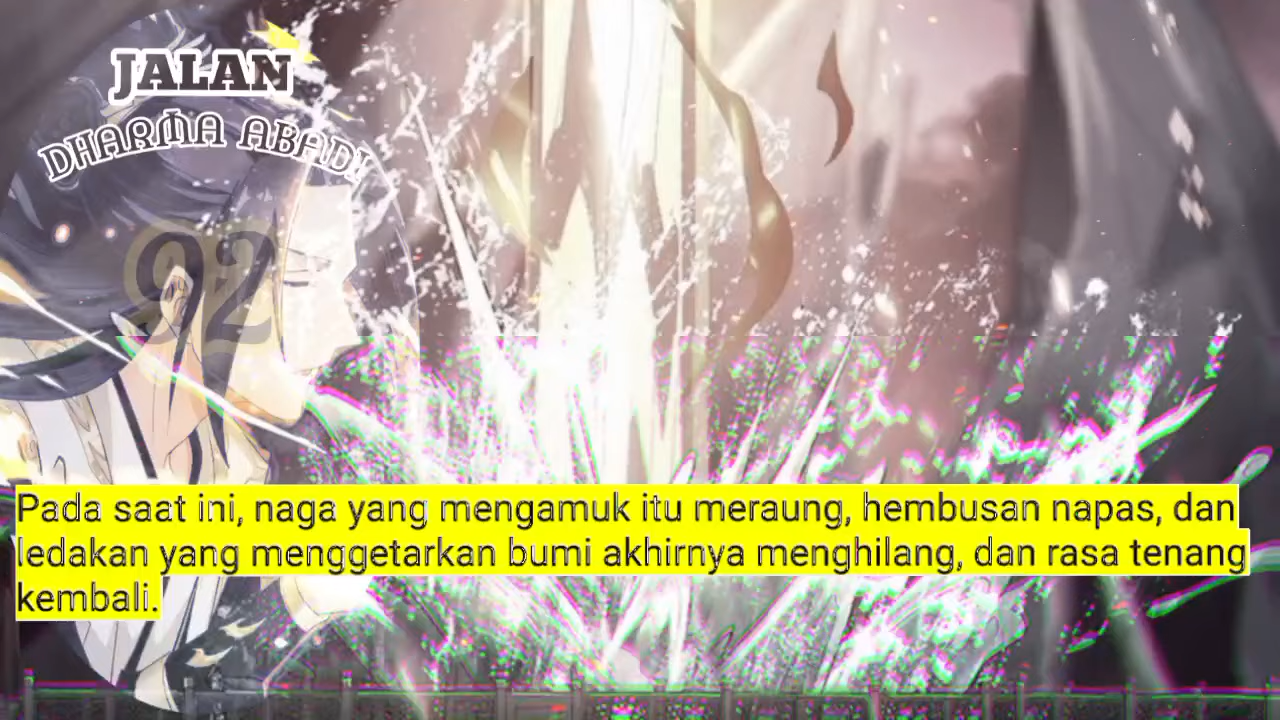 JALAN
DHARMA ABADI
92
Pada saat ini, naga yang mengamuk itu meraung, hembusan napas, dan
ledakan yang menggetarkan bumi akhirnya menghilang, dan rasa tenang
kembali.